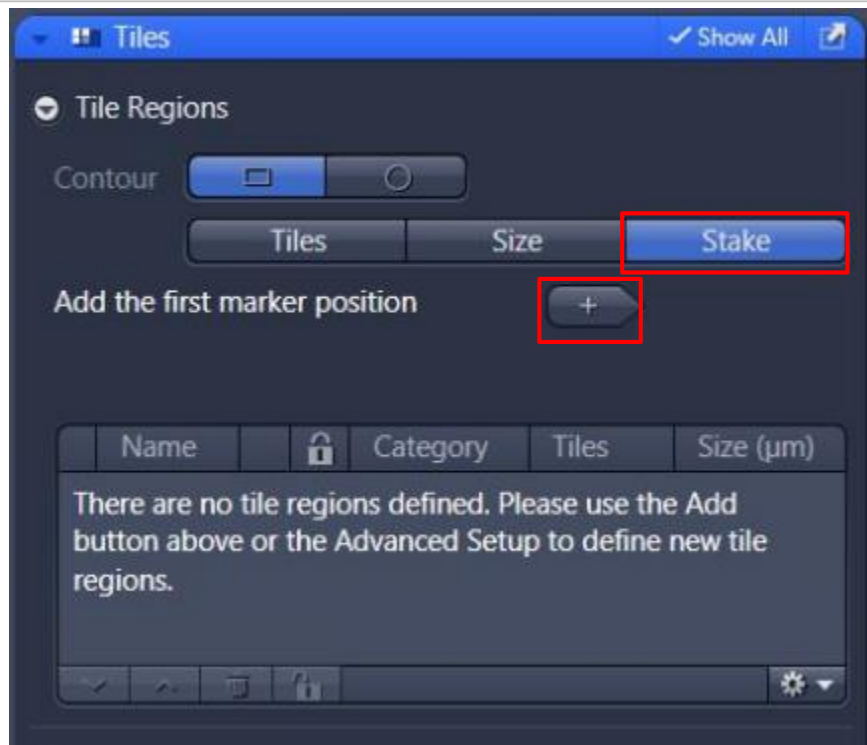 Tiles
Show All
Tile Regions
Contour
Tiles Size Stake
Add the first marker position +
Name Category Tiles Size (µm)
There are no tile regions defined. Please use the Add
button above or the Advanced Setup to define new tile
regions.